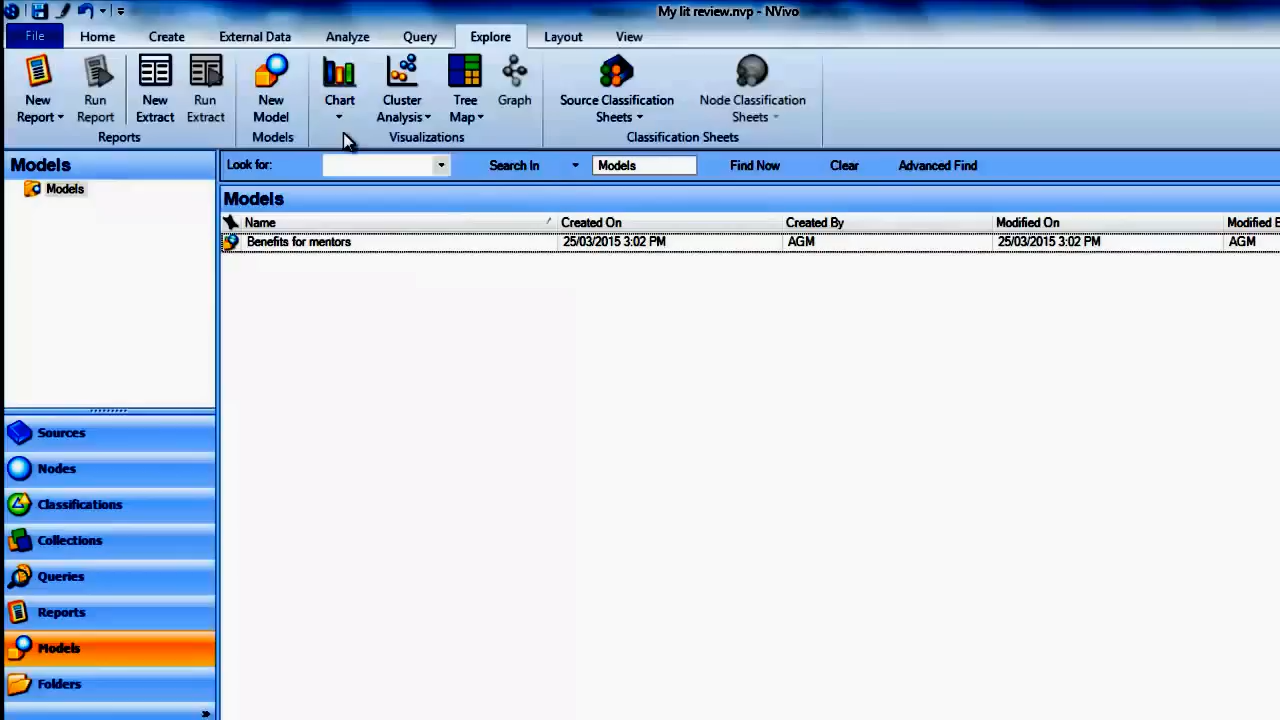 My lit review.nvp - NVivo
File Home Create External Data Analyze Query Explore Layout View
New Report Run Report New Extract Run Extract New Model Chart Cluster Analysis Tree Map Graph Source Classification Sheets Node Classification Sheets
Reports Models Visualizations Classification Sheets
Models
Look for: Search In Models Find Now Clear Advanced Find
Models
Models
Name Created On Created By Modified On Modified
Benefits for mentors 25/03/2015 3:02 PM AGM 25/03/2015 3:02 PM AGM
Sources
Nodes
Classifications
Collections
Queries
Reports
Models
Folders